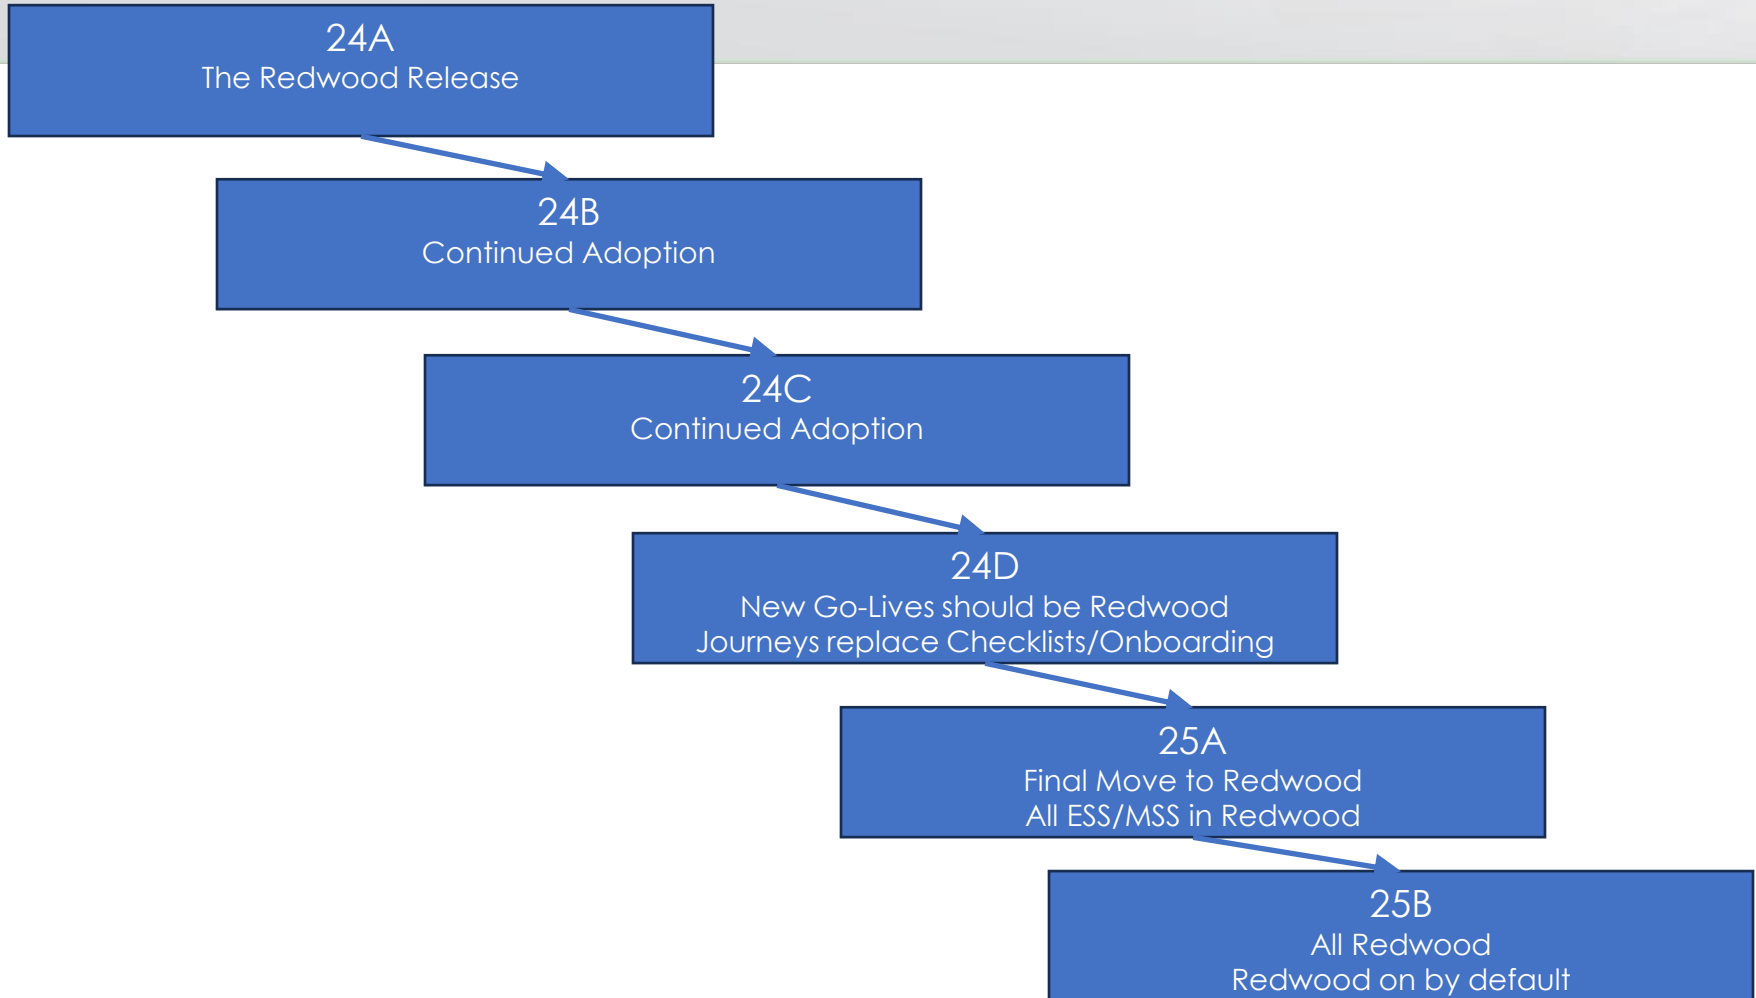 24A
The Redwood Release
24B
Continued Adoption
24C
Continued Adoption
24D
New Go-Lives should be Redwood
Journeys replace Checklists/Onboarding
25A
Final Move to Redwood
All ESS/MSS in Redwood
25B
All Redwood
Redwood on by default